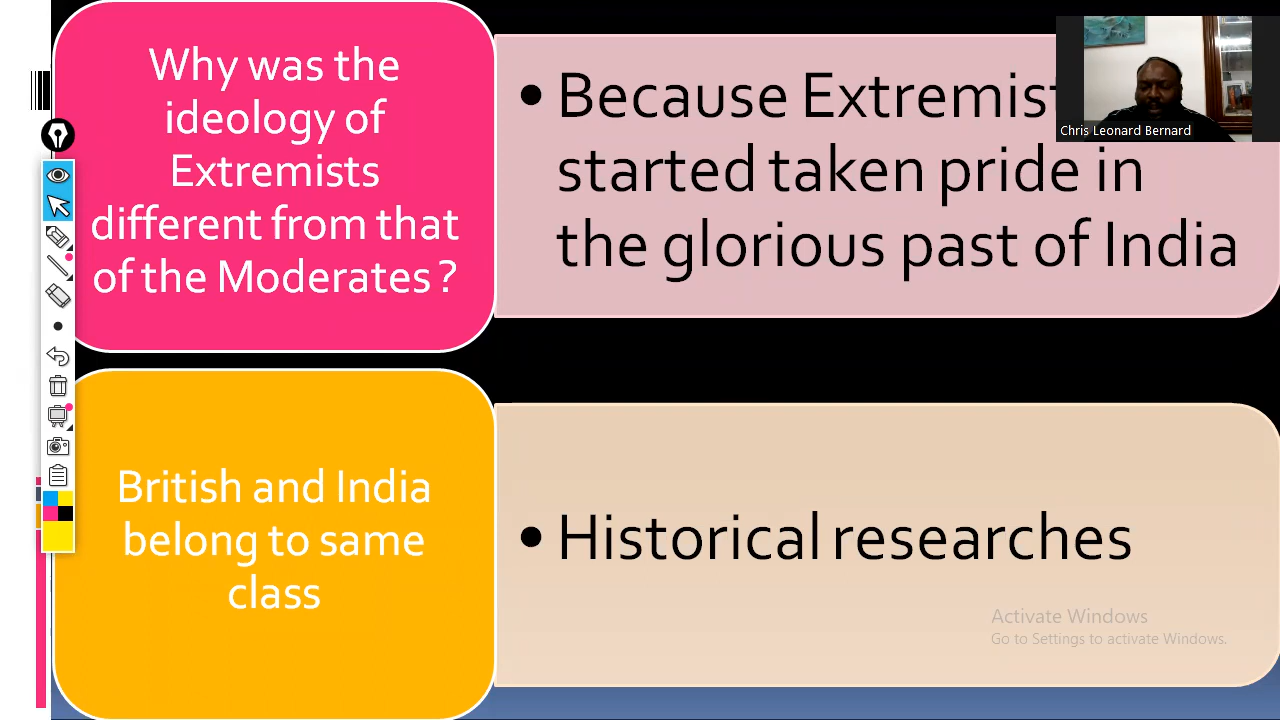 Why was the
ideology of
Extremists
different from that
of the Moderates ?
• Because Extremist
started taken pride in
the glorious past of India
Chris Leonard Bernard
British and India
belong to same
class
• Historical researches
Activate Windows
Go to Settings to activate Windows.